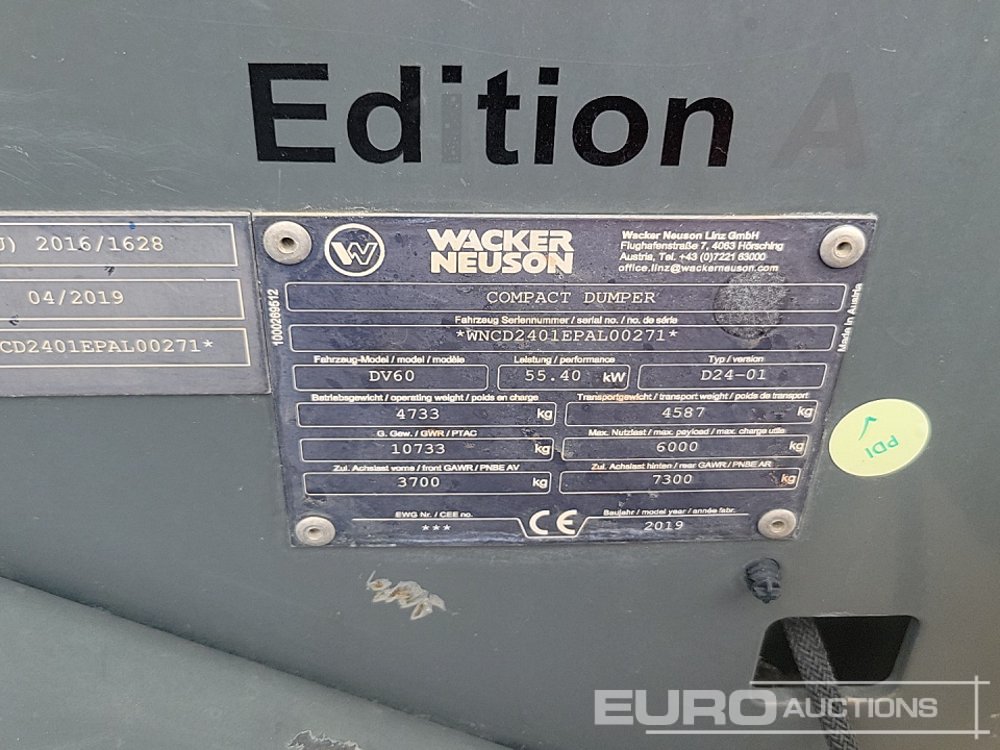 Edition A
J) 2016/1628
04/2019
CD2401EPAL00271*
1000269512
W
WACKER
NEUSON
Wacker Neuson Linz GmbH
Flughafenstraße 7, 4063 Hörsching
Austria, Tel. +43 (0)7221 63000
office.linz@wackerneuson.com
COMPACT DUMPER
Fahrzeug Seriennummer / serial no. / no. de série
*WNCD2401EPAL00271*
Made in Austria
Fahrzeug-Model / model / modèle Leistung / performance Typ / version
DV60 55.40 kW D24-01
Betriebsgewicht / operating weight / poids en charge Transportgewicht / transport weight / poids de transport
4733 kg 4587 kg
G. Gew. / GWR / PTAC Max. Nutzlast / max. payload / max. charge utile
10733 kg 6000 kg
Zul. Achslast vorne / front GAWR / PNBE AV Zul. Achslast hinten / rear GAWR / PNBE AR
3700 kg 7300 kg
EWG Nr. / CEE no. CE Baujahr / model year / année fabr.
*** 2019
PDI
EURO AUCTIONS